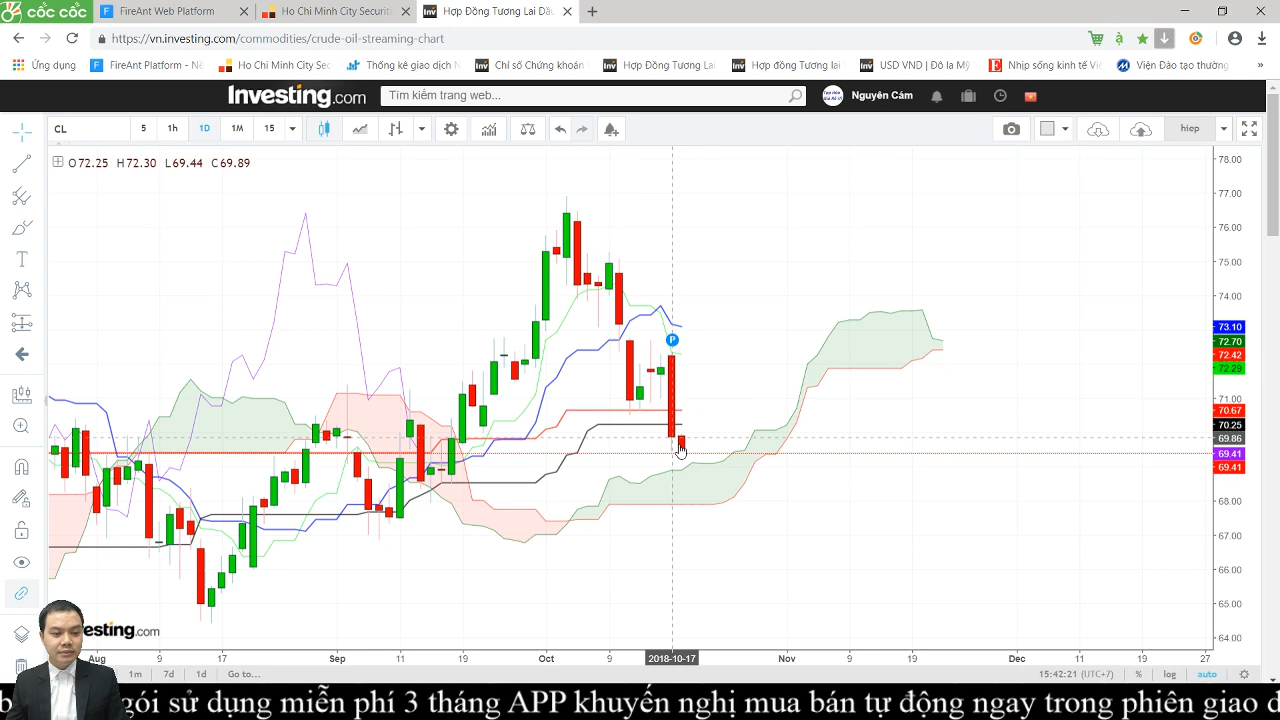 cốc cốc
FireAnt Web Platform
Ho Chi Minh City Securiti
Hợp Đồng Tương Lai Dầu
https://vn.investing.com/commodities/crude-oil-streaming-chart
Ứng dụng
FireAnt Platform - Nề
Ho Chi Minh City Sec
Thống kê giao dịch N
Chỉ số Chứng khoán
Hợp Đồng Tương Lai
Hợp đồng tương lai
USD VND | Đô la Mỹ
Nhịp sống kinh tế Vi
Viện Đào tạo thường
Investing.com
Tìm kiếm trang web...
Nguyên Cẩm
CL
5
1h
1D
1M
15
hiep
O72.25 H72.30 L69.44 C69.89
78.00
77.00
76.00
75.00
74.00
73.10
72.70
72.42
72.29
71.00
70.67
70.25
69.86
69.41
69.41
68.00
67.00
66.00
65.00
64.00
P
Investing.com
Aug
9
17
Sep
11
19
Oct
9
2018-10-17
Nov
9
19
Dec
11
19
27
1m
7d
1d
Go to...
15:42:21 (UTC+7)
%
log
auto
gói sử dụng miễn phí 3 tháng APP khuyến nghị mua bán tự động ngay trong phiên giao